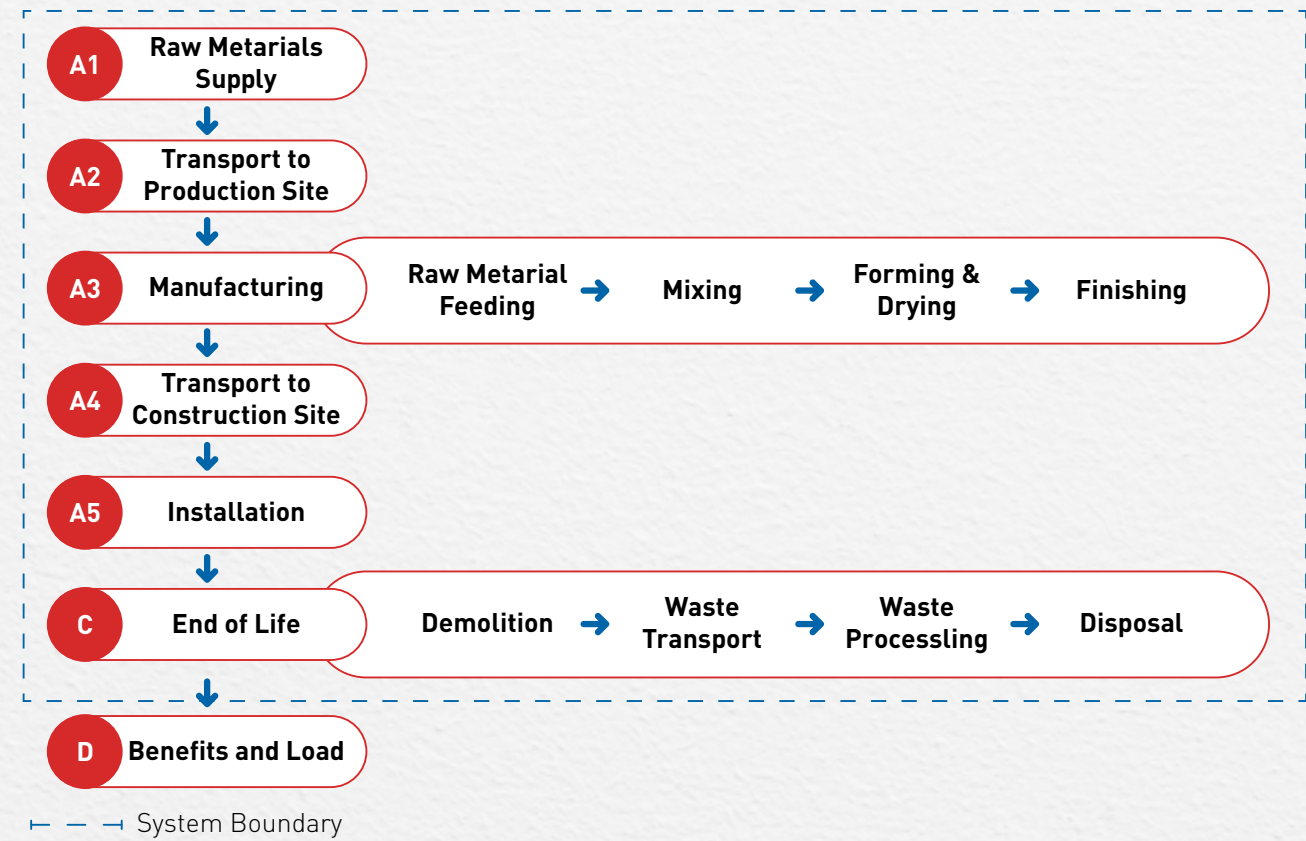 A1
Raw Metarials
Supply
A2
Transport to
Production Site
A3
Manufacturing
Raw Metarial
Feeding
Mixing
Forming &
Drying
Finishing
A4
Transport to
Construction Site
A5
Installation
C
End of Life
Demolition
Waste
Transport
Waste
Processling
Disposal
D
Benefits and Load
System Boundary